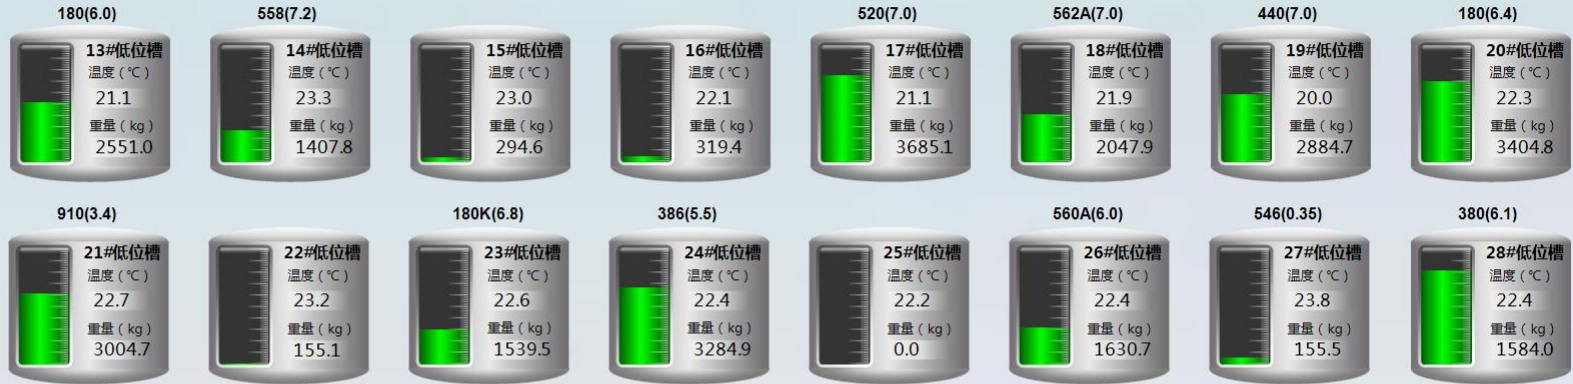 180(6.0) 558(7.2) 520(7.0) 562A(7.0) 440(7.0) 180(6.4)
13#低位槽 14#低位槽 15#低位槽 16#低位槽 17#低位槽 18#低位槽 19#低位槽 20#低位槽
温度(℃) 温度(℃) 温度(℃) 温度(℃) 温度(℃) 温度(℃) 温度(℃) 温度(℃)
21.1 23.3 23.0 22.1 21.1 21.9 20.0 22.3
重量(kg) 重量(kg) 重量(kg) 重量(kg) 重量(kg) 重量(kg) 重量(kg) 重量(kg)
2551.0 1407.8 294.6 319.4 3685.1 2047.9 2884.7 3404.8
910(3.4) 180K(6.8) 386(5.5) 560A(6.0) 546(0.35) 380(6.1)
21#低位槽 22#低位槽 23#低位槽 24#低位槽 25#低位槽 26#低位槽 27#低位槽 28#低位槽
温度(℃) 温度(℃) 温度(℃) 温度(℃) 温度(℃) 温度(℃) 温度(℃) 温度(℃)
22.7 23.2 22.6 22.4 22.2 22.4 23.8 22.4
重量(kg) 重量(kg) 重量(kg) 重量(kg) 重量(kg) 重量(kg) 重量(kg) 重量(kg)
3004.7 155.1 1539.5 3284.9 0.0 1630.7 155.5 1584.0